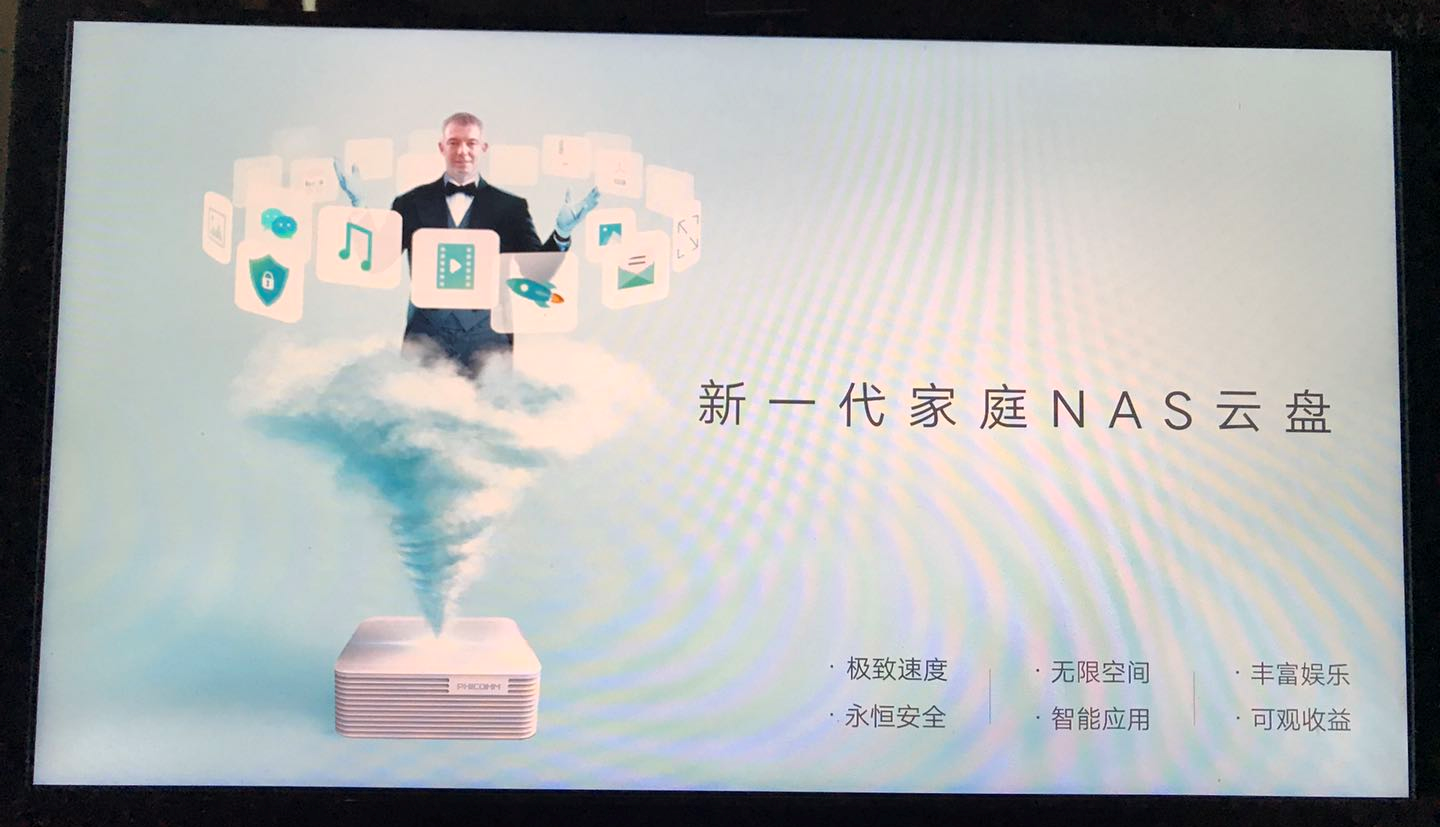 新一代家庭NAS云盘
PHICOMM
· 极致速度 · 无限空间 · 丰富娱乐
· 永恒安全 · 智能应用 · 可观收益